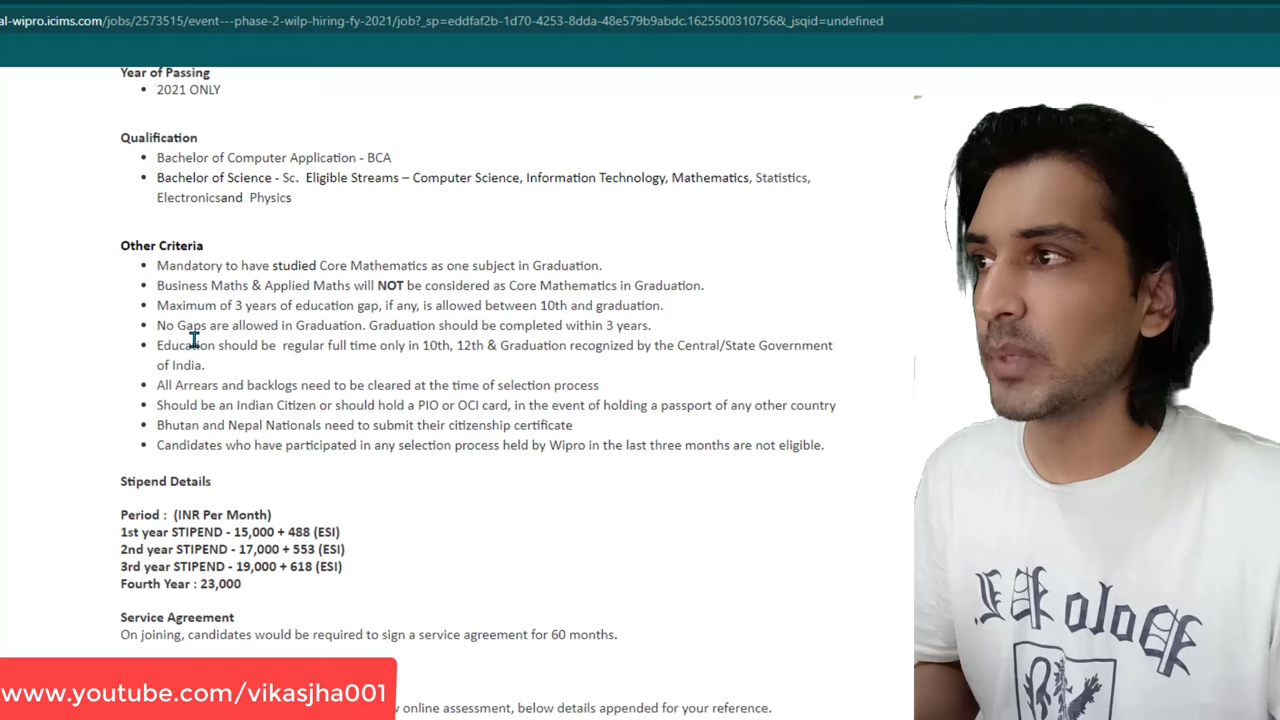 al-wipro.icims.com/jobs/2573515/event---phase-2-wilp-hiring-fy-2021/job?_sp=eddfaf2b-1d70-4253-8dda-48e579b9abdc.1625500310756&_jsqid=undefined
Year of Passing
• 2021 ONLY
Qualification
• Bachelor of Computer Application - BCA
• Bachelor of Science - Sc. Eligible Streams – Computer Science, Information Technology, Mathematics, Statistics,
Electronicsand Physics
Other Criteria
• Mandatory to have studied Core Mathematics as one subject in Graduation.
• Business Maths & Applied Maths will NOT be considered as Core Mathematics in Graduation.
• Maximum of 3 years of education gap, if any, is allowed between 10th and graduation.
• No Gaps are allowed in Graduation. Graduation should be completed within 3 years.
• Education should be regular full time only in 10th, 12th & Graduation recognized by the Central/State Government
of India.
• All Arrears and backlogs need to be cleared at the time of selection process
• Should be an Indian Citizen or should hold a PIO or OCI card, in the event of holding a passport of any other country
• Bhutan and Nepal Nationals need to submit their citizenship certificate
• Candidates who have participated in any selection process held by Wipro in the last three months are not eligible.
Stipend Details
Period : (INR Per Month)
1st year STIPEND - 15,000 + 488 (ESI)
2nd year STIPEND - 17,000 + 553 (ESI)
3rd year STIPEND - 19,000 + 618 (ESI)
Fourth Year : 23,000
Service Agreement
On joining, candidates would be required to sign a service agreement for 60 months.
www.youtube.com/vikasjha001
online assessment, below details appended for your reference.